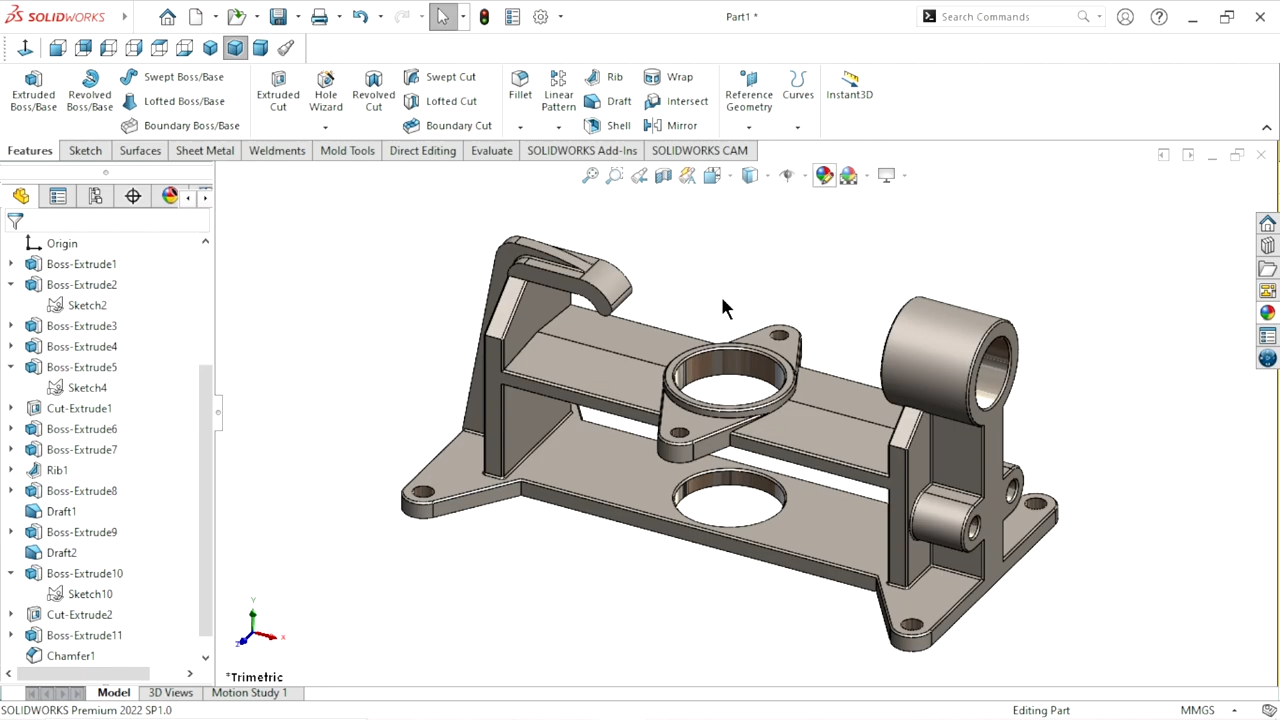 SOLIDWORKS
Part1 *
Search Commands
Extruded Boss/Base
Revolved Boss/Base
Swept Boss/Base
Lofted Boss/Base
Boundary Boss/Base
Extruded Cut
Hole Wizard
Revolved Cut
Swept Cut
Lofted Cut
Boundary Cut
Fillet
Linear Pattern
Rib
Draft
Shell
Wrap
Intersect
Mirror
Reference Geometry
Curves
Instant3D
Features
Sketch
Surfaces
Sheet Metal
Weldments
Mold Tools
Direct Editing
Evaluate
SOLIDWORKS Add-Ins
SOLIDWORKS CAM
Origin
Boss-Extrude1
Boss-Extrude2
Sketch2
Boss-Extrude3
Boss-Extrude4
Boss-Extrude5
Sketch4
Cut-Extrude1
Boss-Extrude6
Boss-Extrude7
Rib1
Boss-Extrude8
Draft1
Boss-Extrude9
Draft2
Boss-Extrude10
Sketch10
Cut-Extrude2
Boss-Extrude11
Chamfer1
Y
X
Z
*Trimetric
Model
3D Views
Motion Study 1
SOLIDWORKS Premium 2022 SP1.0
Editing Part
MMGS